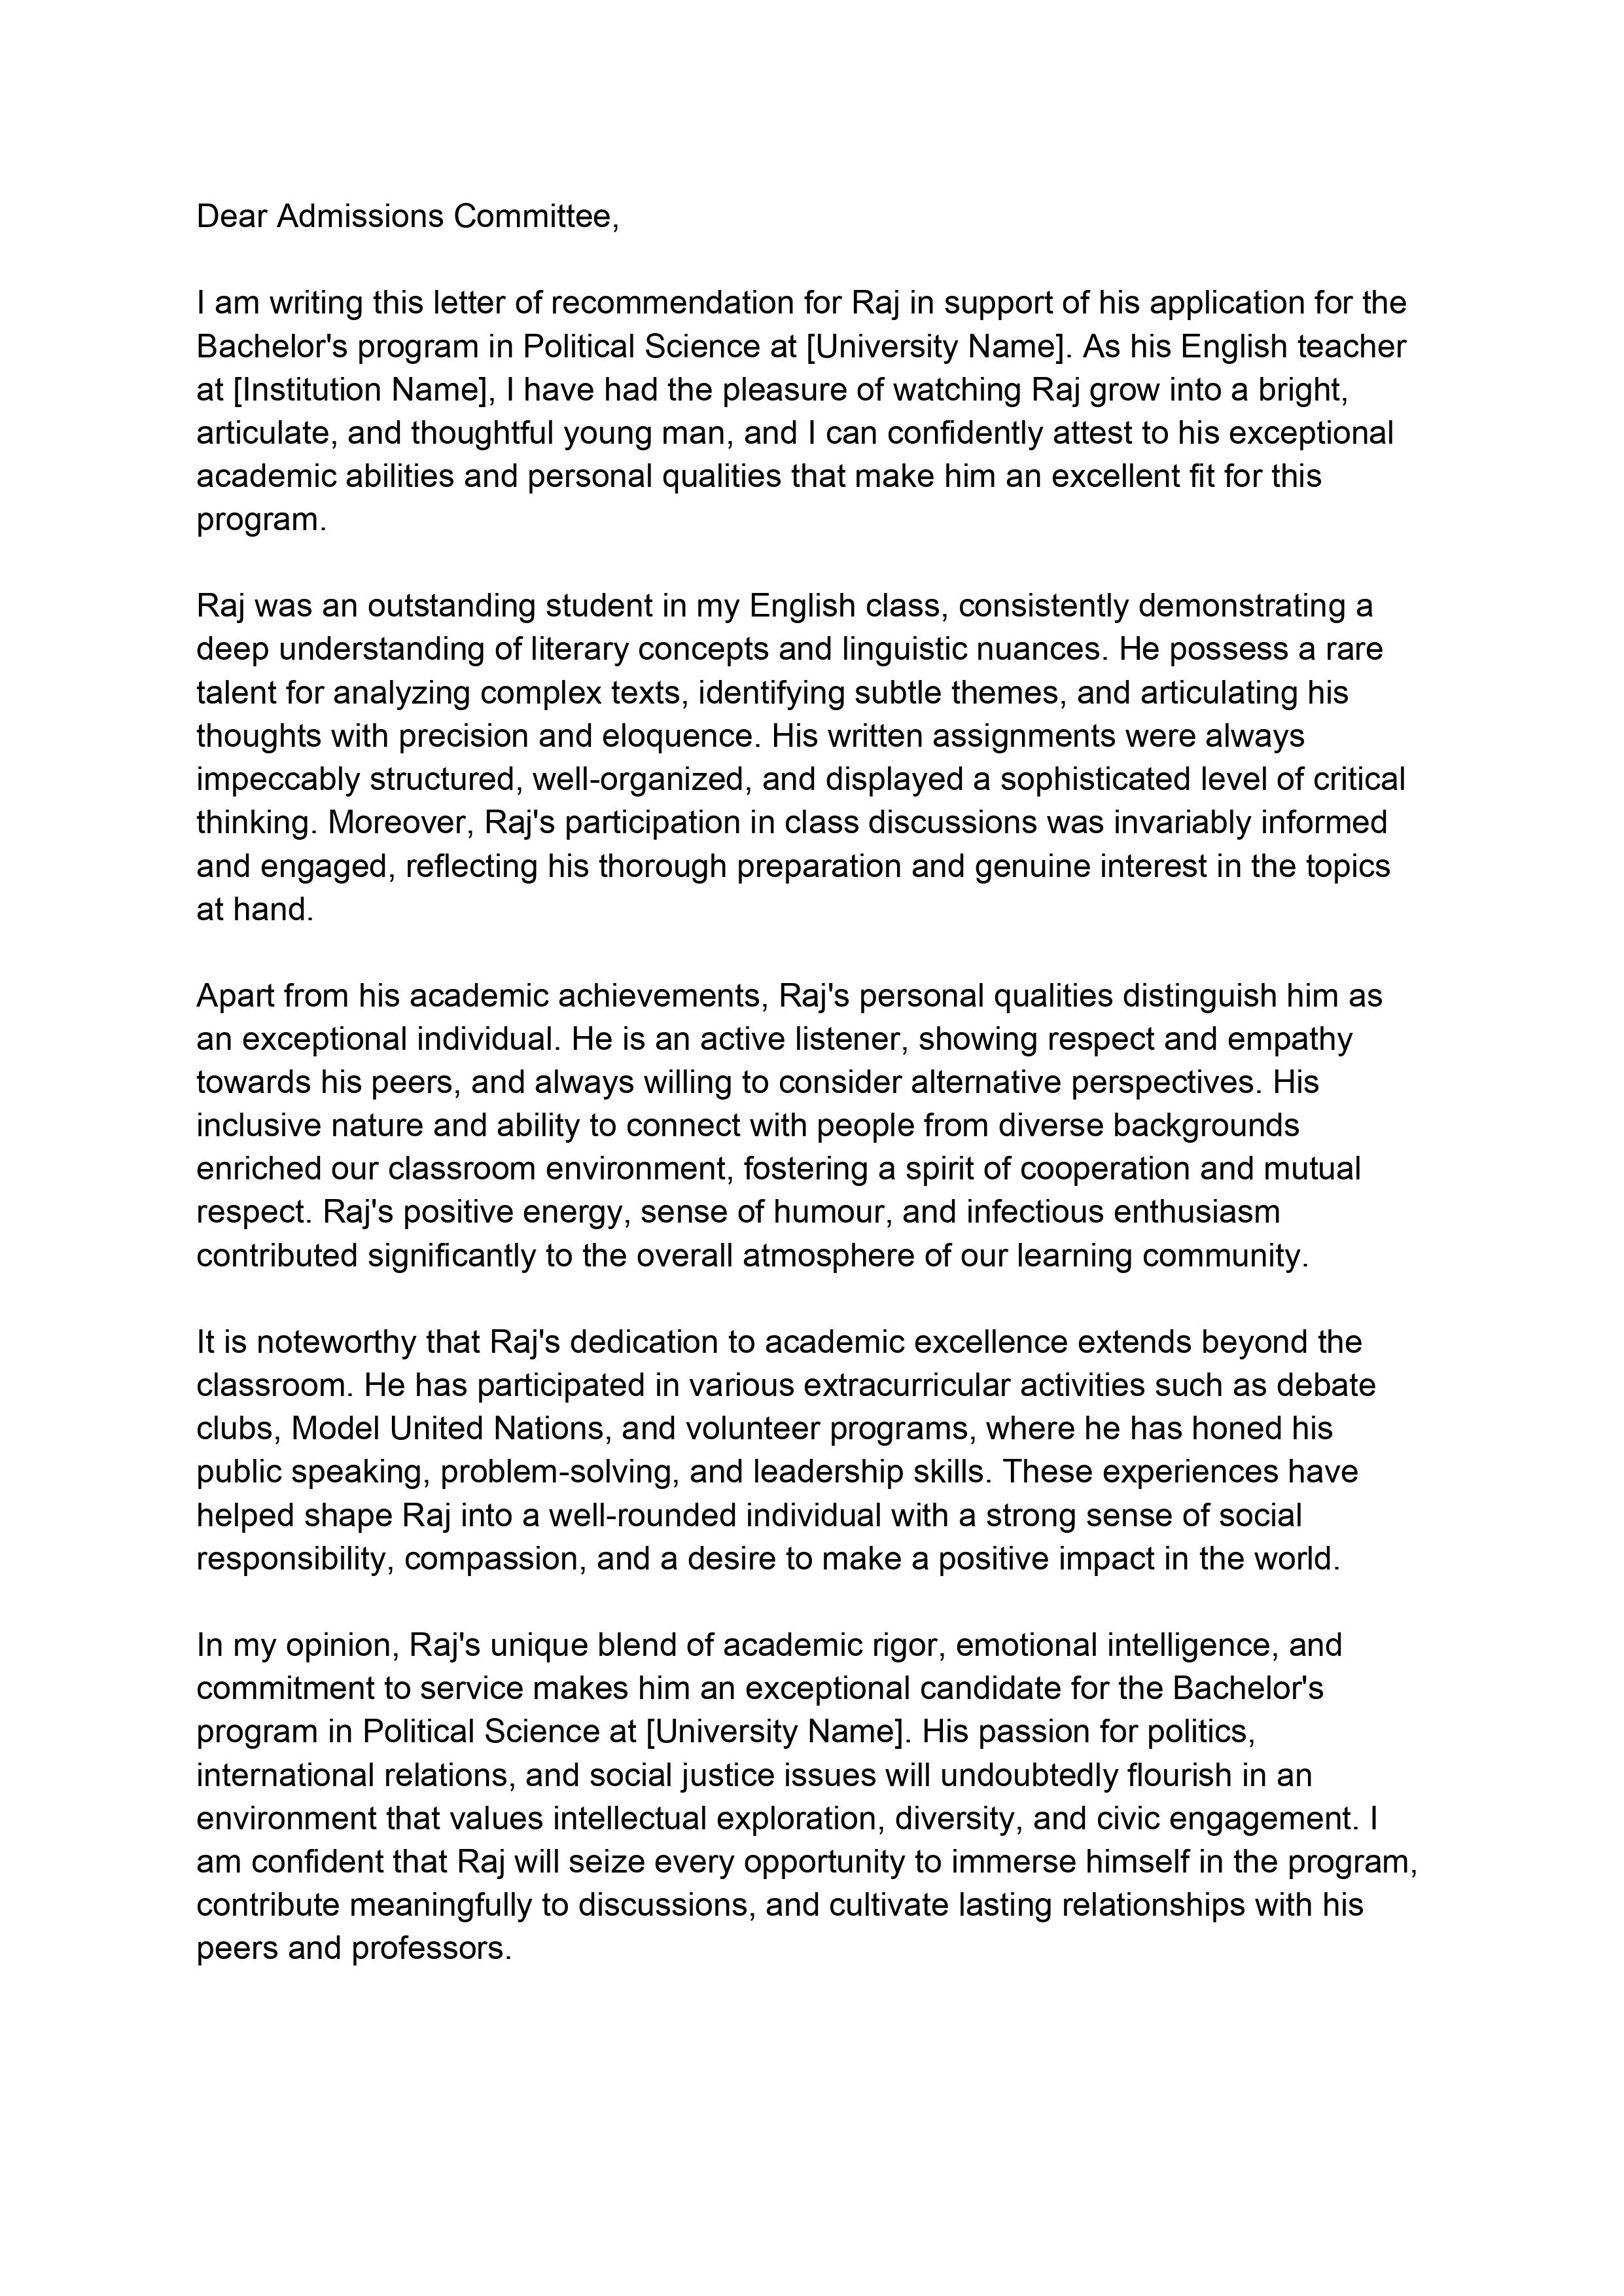 Dear Admissions Committee,
I am writing this letter of recommendation for Raj in support of his application for the
Bachelor's program in Political Science at [University Name]. As his English teacher
at [Institution Name], I have had the pleasure of watching Raj grow into a bright,
articulate, and thoughtful young man, and I can confidently attest to his exceptional
academic abilities and personal qualities that make him an excellent fit for this
program.
Raj was an outstanding student in my English class, consistently demonstrating a
deep understanding of literary concepts and linguistic nuances. He possess a rare
talent for analyzing complex texts, identifying subtle themes, and articulating his
thoughts with precision and eloquence. His written assignments were always
impeccably structured, well-organized, and displayed a sophisticated level of critical
thinking. Moreover, Raj's participation in class discussions was invariably informed
and engaged, reflecting his thorough preparation and genuine interest in the topics
at hand.
Apart from his academic achievements, Raj's personal qualities distinguish him as
an exceptional individual. He is an active listener, showing respect and empathy
towards his peers, and always willing to consider alternative perspectives. His
inclusive nature and ability to connect with people from diverse backgrounds
enriched our classroom environment, fostering a spirit of cooperation and mutual
respect. Raj's positive energy, sense of humour, and infectious enthusiasm
contributed significantly to the overall atmosphere of our learning community.
It is noteworthy that Raj's dedication to academic excellence extends beyond the
classroom. He has participated in various extracurricular activities such as debate
clubs, Model United Nations, and volunteer programs, where he has honed his
public speaking, problem-solving, and leadership skills. These experiences have
helped shape Raj into a well-rounded individual with a strong sense of social
responsibility, compassion, and a desire to make a positive impact in the world.
In my opinion, Raj's unique blend of academic rigor, emotional intelligence, and
commitment to service makes him an exceptional candidate for the Bachelor's
program in Political Science at [University Name]. His passion for politics,
international relations, and social justice issues will undoubtedly flourish in an
environment that values intellectual exploration, diversity, and civic engagement. I
am confident that Raj will seize every opportunity to immerse himself in the program,
contribute meaningfully to discussions, and cultivate lasting relationships with his
peers and professors.